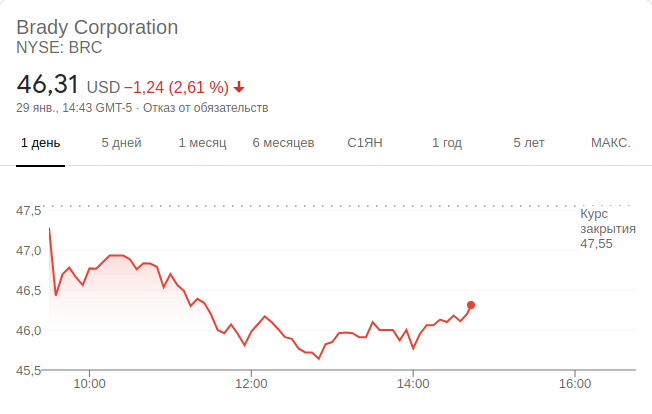 Brady Corporation
NYSE: BRC
46,31 USD −1,24 (2,61 %)
29 янв., 14:43 GMT-5 · Отказ от обязательств
1 день 5 дней 1 месяц 6 месяцев С1ЯН 1 год 5 лет МАКС.
47,5
Курс
закрытия
47,55
47,0
46,5
46,0
45,5
10:00 12:00 14:00 16:00